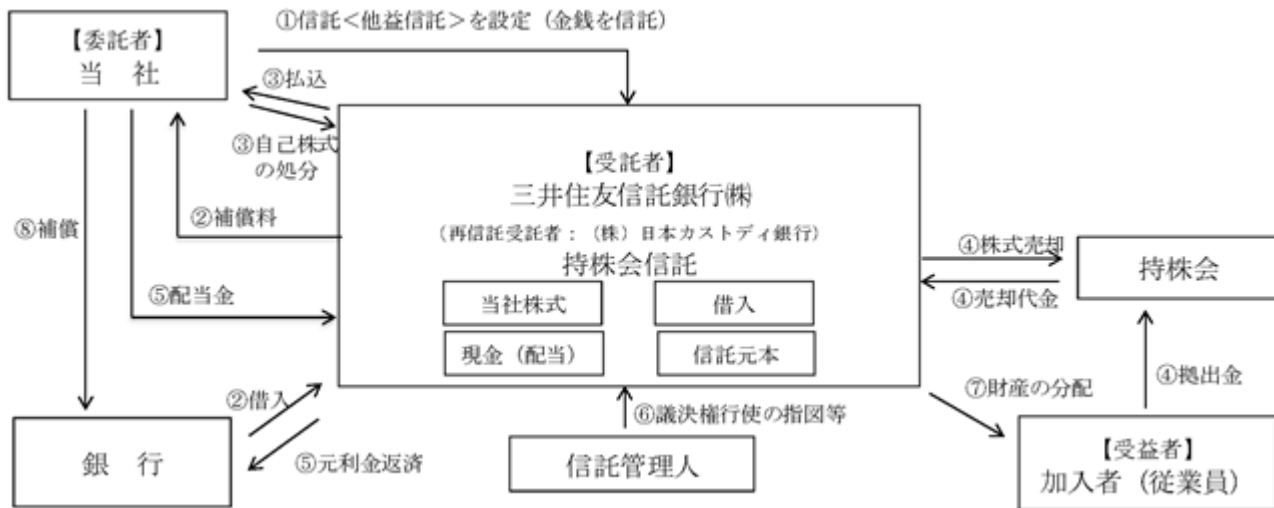 ①信託<他益信託>を設定（金銭を信託）
【委託者】
当　社
③払込
③自己株式
の処分
【受託者】
三井住友信託銀行㈱
（再信託受託者：（株）日本カストディ銀行）
持株会信託
当社株式
借入
現金（配当）
信託元本
②補償料
⑧補償
⑤配当金
④株式売却
④売却代金
持株会
②借入
⑤元利金返済
銀　行
⑥議決権行使の指図等
信託管理人
⑦財産の分配
④拠出金
【受益者】
加入者（従業員）